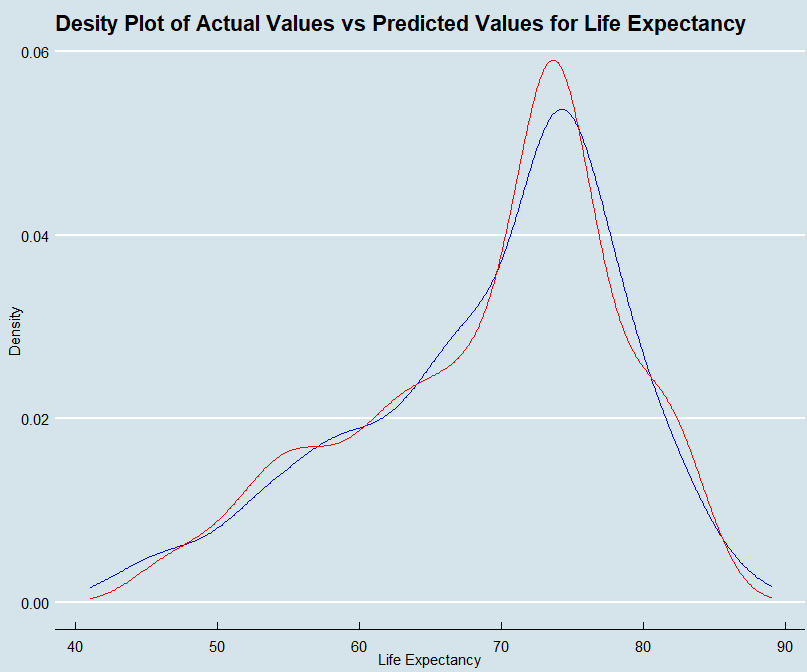 Desity Plot of Actual Values vs Predicted Values for Life Expectancy
0.06
0.04
0.02
0.00
Density
40 50 60 70 80 90
Life Expectancy